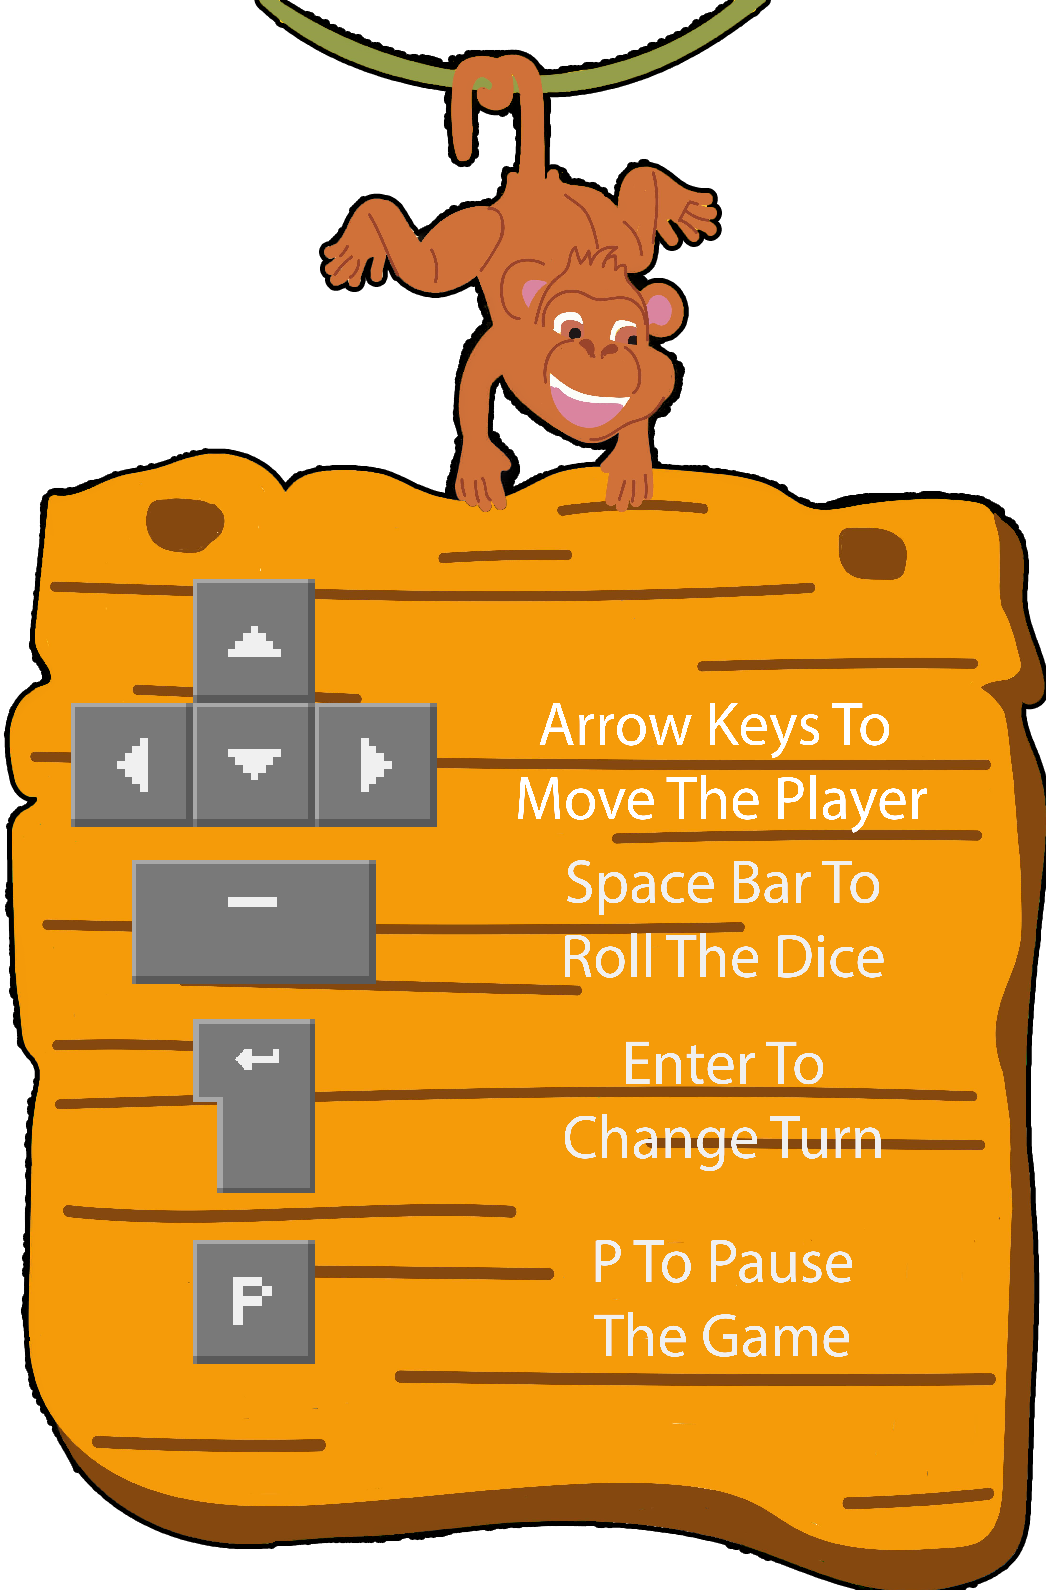 Arrow Keys To
Move The Player
Space Bar To
Roll The Dice
Enter To
Change Turn
P
P To Pause
The Game